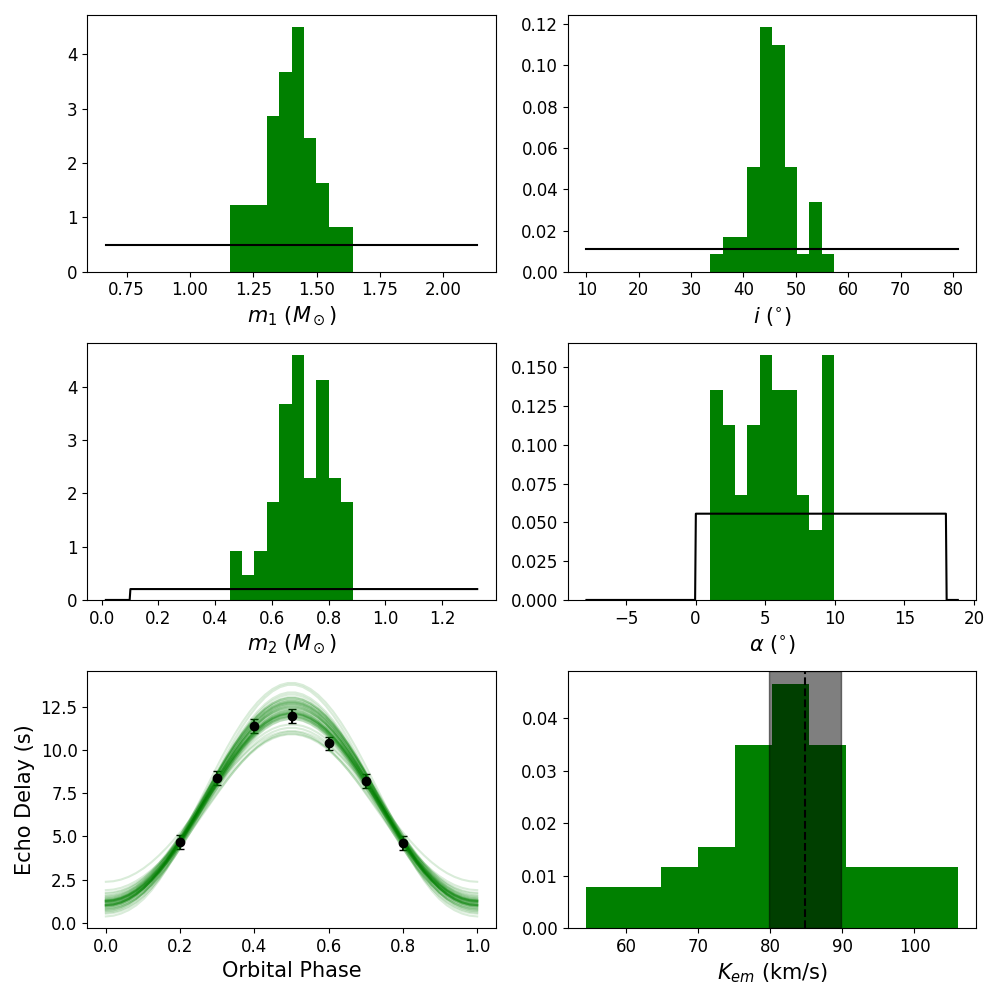 4
3
2
1
0
0.75 1.00 1.25 1.50 1.75 2.00
m₁ (M⊙)
0.12
0.10
0.08
0.06
0.04
0.02
0.00
10 20 30 40 50 60 70 80
i (°)
4
3
2
1
0
0.0 0.2 0.4 0.6 0.8 1.0 1.2
m₂ (M⊙)
0.150
0.125
0.100
0.075
0.050
0.025
0.000
−5 0 5 10 15 20
α (°)
Echo Delay (s)
12.5
10.0
7.5
5.0
2.5
0.0
0.0 0.2 0.4 0.6 0.8 1.0
Orbital Phase
0.04
0.03
0.02
0.01
0.00
60 70 80 90 100
Kₑₘ (km/s)